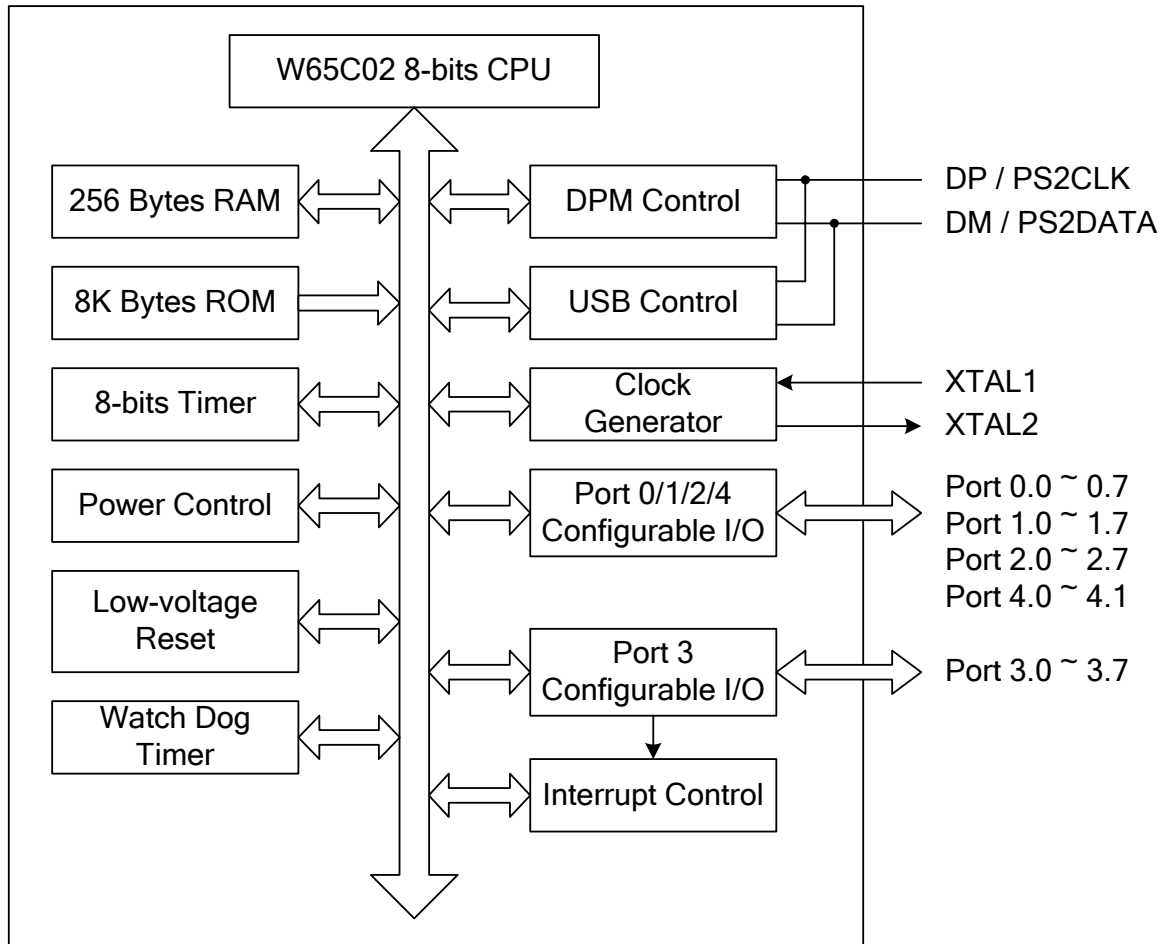 W65C02 8-bits CPU
256 Bytes RAM
8K Bytes ROM
8-bits Timer
Power Control
Low-voltage
Reset
Watch Dog
Timer
DPM Control
USB Control
Clock
Generator
Port 0/1/2/4
Configurable I/O
Port 3
Configurable I/O
Interrupt Control
DP / PS2CLK
DM / PS2DATA
XTAL1
XTAL2
Port 0.0 ~ 0.7
Port 1.0 ~ 1.7
Port 2.0 ~ 2.7
Port 4.0 ~ 4.1
Port 3.0 ~ 3.7